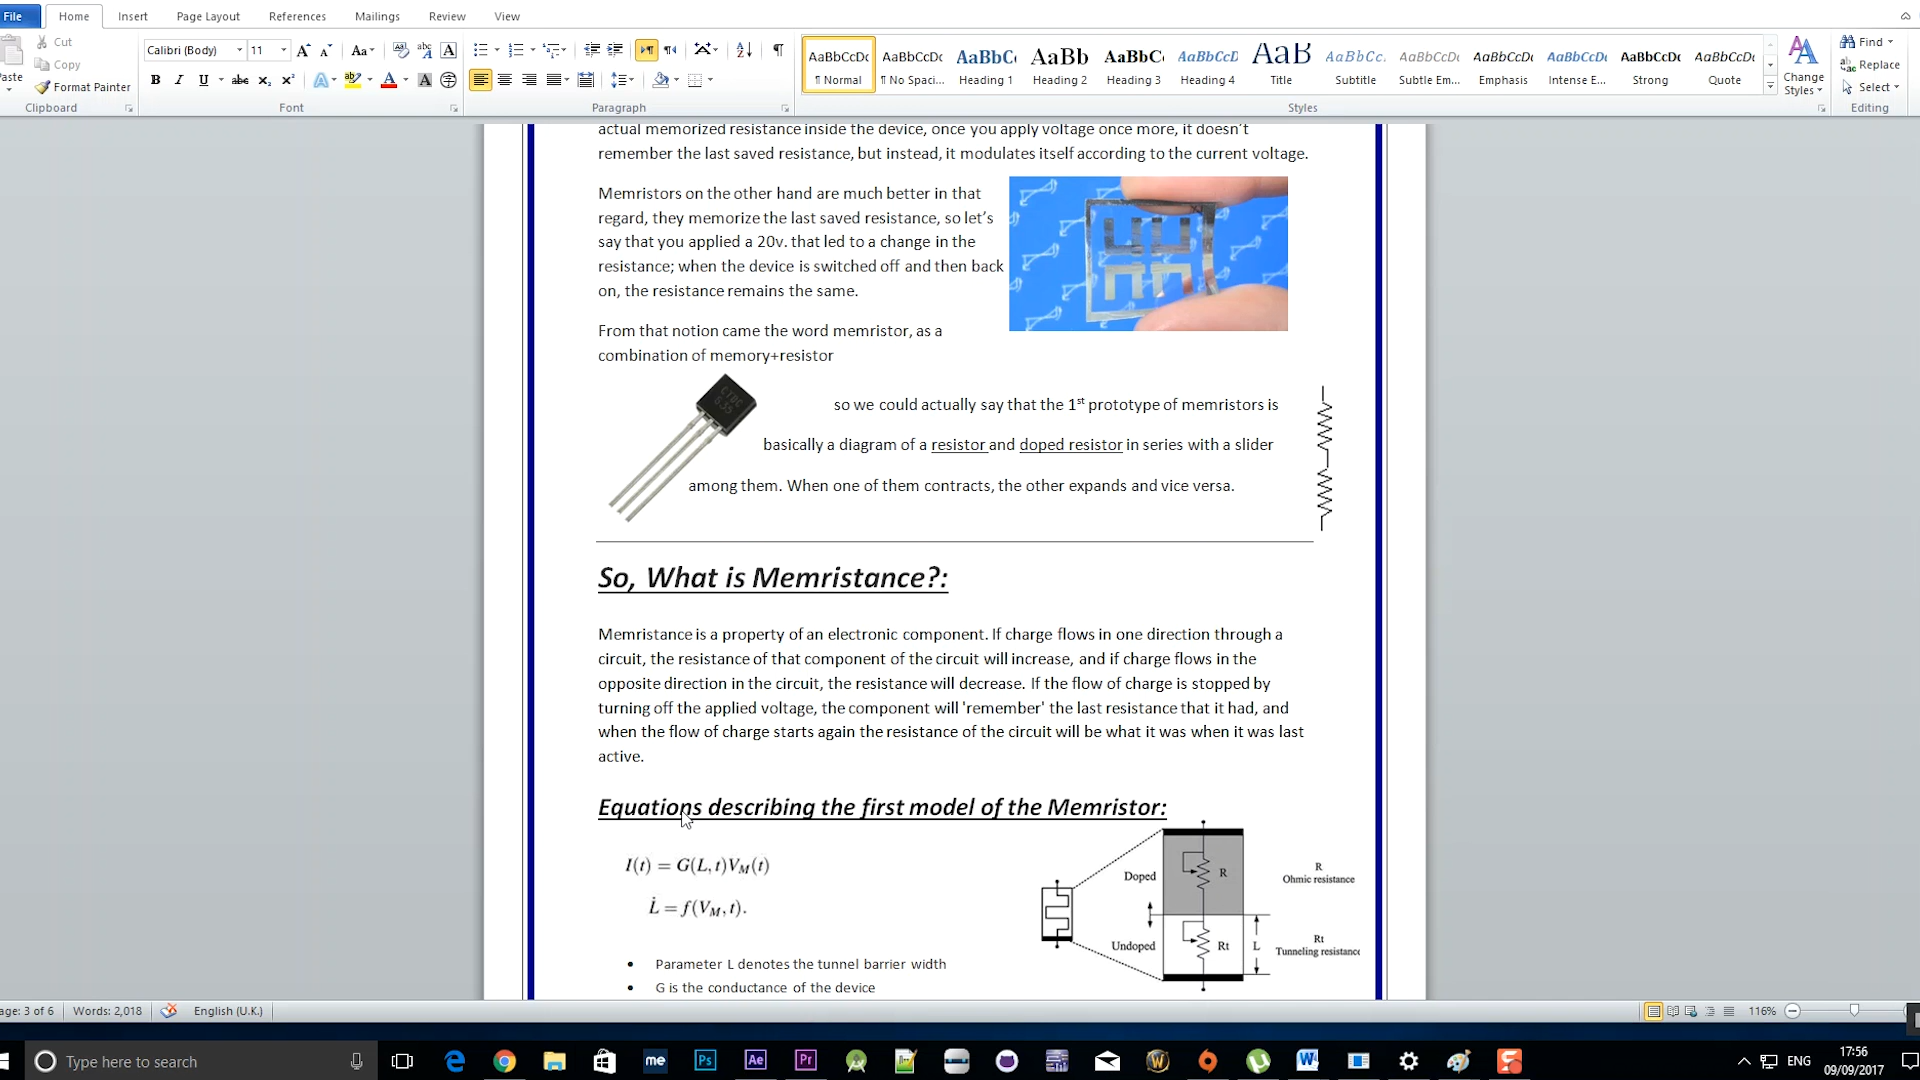 File Home Insert Page Layout References Mailings Review View
Cut
Copy
Paste
Format Painter
Calibri (Body) 11
Clipboard Font Paragraph Styles Editing
AaBbCcDc AaBbCcDc AaBbC AaBb AaBbC AaBbCcD AaB AaBbCc. AaBbCcDc AaBbCcDc AaBbCcDc AaBbCcDc AaBbCcDc
¶ Normal ¶ No Spaci... Heading 1 Heading 2 Heading 3 Heading 4 Title Subtitle Subtle Em... Emphasis Intense E... Strong Quote
Change Styles
Find
Replace
Select
actual memorized resistance inside the device, once you apply voltage once more, it doesn't
remember the last saved resistance, but instead, it modulates itself according to the current voltage.
Memristors on the other hand are much better in that
regard, they memorize the last saved resistance, so let's
say that you applied a 20v. that led to a change in the
resistance; when the device is switched off and then back
on, the resistance remains the same.
From that notion came the word memristor, as a
combination of memory+resistor
so we could actually say that the 1st prototype of memristors is
basically a diagram of a resistor and doped resistor in series with a slider
among them. When one of them contracts, the other expands and vice versa.
So, What is Memristance?:
Memristance is a property of an electronic component. If charge flows in one direction through a
circuit, the resistance of that component of the circuit will increase, and if charge flows in the
opposite direction in the circuit, the resistance will decrease. If the flow of charge is stopped by
turning off the applied voltage, the component will 'remember' the last resistance that it had, and
when the flow of charge starts again the resistance of the circuit will be what it was when it was last
active.
Equations describing the first model of the Memristor:
I(t) = G(L,t)V_M(t)
L̇ = f(V_M,t).
Doped
R
R
Ohmic resistance
Undoped
Rt
L
Rt
Tunneling resistance
• Parameter L denotes the tunnel barrier width
• G is the conductance of the device
age: 3 of 6 Words: 2,018 English (U.K.) 116%
Type here to search
me Ps Ae Pr
ENG
17:56
09/09/2017